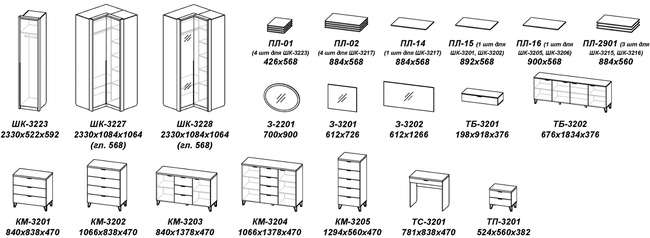 ПЛ-01
(4 шт для ШК-3223)
426x568
ПЛ-02
(4 шт для ШК-3217)
884x568
ПЛ-14
(1 шт для ШК-3217)
884x568
ПЛ-15 (1 шт для
ШК-3201, ШК-3202)
892x568
ПЛ-16 (1 шт для
ШК-3205, ШК-3206)
900x568
ПЛ-2901 (3 шт для
ШК-3215, ШК-3216)
884x560
ШК-3223
2330x522x592
ШК-3227
2330x1084x1064
(гл. 568)
ШК-3228
2330x1084x1064
(гл. 568)
З-2201
700x900
З-3201
612x726
З-3202
612x1266
ТБ-3201
198x918x376
ТБ-3202
676x1834x376
КМ-3201
840x838x470
КМ-3202
1066x838x470
КМ-3203
840x1378x470
КМ-3204
1066x1378x470
КМ-3205
1294x560x470
ТС-3201
781x838x470
ТП-3201
524x560x382